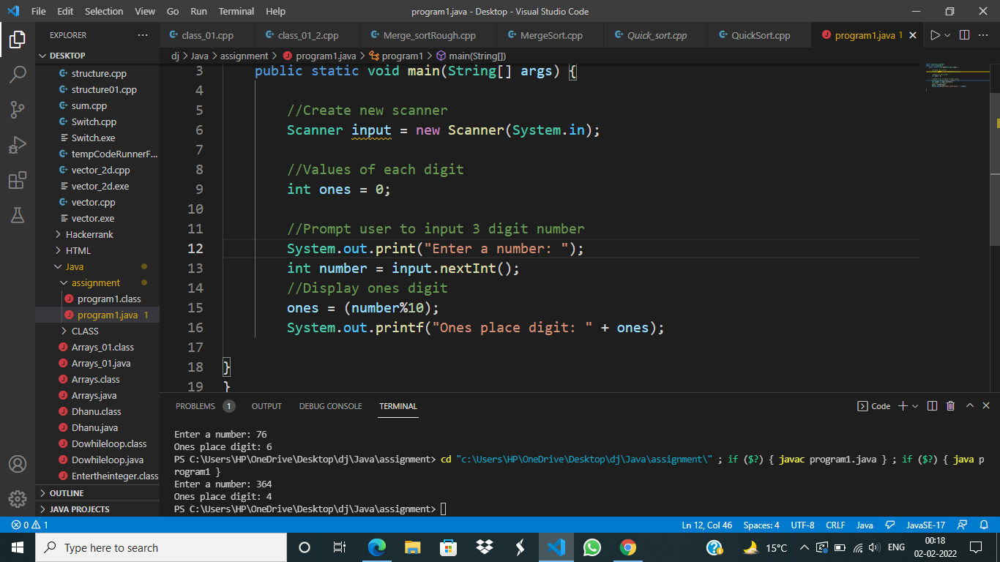 File Edit Selection View Go Run Terminal Help program1.java - Desktop - Visual Studio Code
EXPLORER ···
class_01.cpp class_01_2.cpp Merge_sortRough.cpp MergeSort.cpp Quick_sort.cpp QuickSort.cpp program1.java 1
DESKTOP
dj > Java > assignment > program1.java > program1 > main(String[])
structure.cpp
structure01.cpp
sum.cpp
Switch.cpp
Switch.exe
tempCodeRunnerF...
vector_2d.cpp
vector_2d.exe
vector.cpp
vector.exe
Hackerrank
HTML
Java
assignment
program1.class
program1.java 1
CLASS
Arrays_01.class
Arrays_01.java
Arrays.class
Arrays.java
Dhanu.class
Dhanu.java
Dowhileloop.class
Dowhileloop.java
Entertheinteger.class
OUTLINE
JAVA PROJECTS
3 public static void main(String[] args) {
4
5 //Create new scanner
6 Scanner input = new Scanner(System.in);
7
8 //Values of each digit
9 int ones = 0;
10
11 //Prompt user to input 3 digit number
12 System.out.print("Enter a number: ");
13 int number = input.nextInt();
14 //Display ones digit
15 ones = (number%10);
16 System.out.printf("Ones place digit: " + ones);
17
18 }
19 }
PROBLEMS 1 OUTPUT DEBUG CONSOLE TERMINAL Code
Enter a number: 76
Ones place digit: 6
PS C:\Users\HP\OneDrive\Desktop\dj\Java\assignment> cd "c:\Users\HP\OneDrive\Desktop\dj\Java\assignment\" ; if ($?) { javac program1.java } ; if ($?) { java p
rogram1 }
Enter a number: 364
Ones place digit: 4
PS C:\Users\HP\OneDrive\Desktop\dj\Java\assignment>
0 1 Ln 12, Col 46 Spaces: 4 UTF-8 CRLF Java JavaSE-17
Type here to search 15°C ENG 00:18
02-02-2022